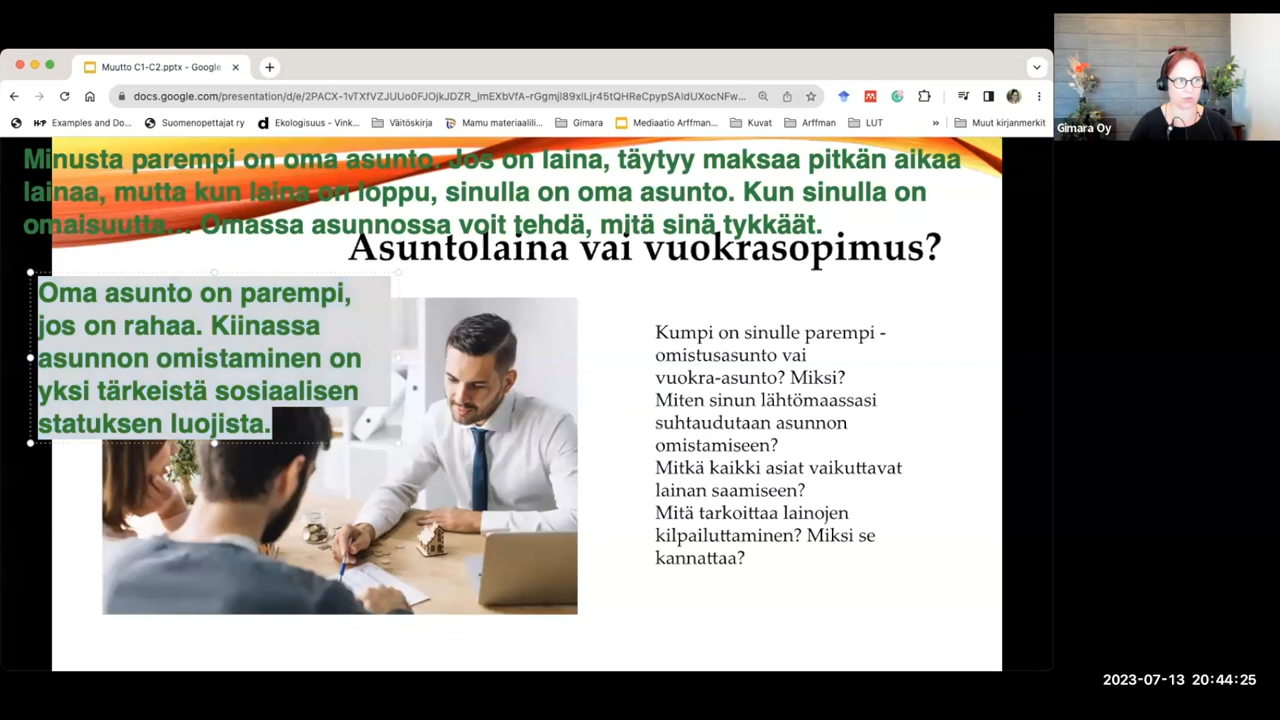 Muutto C1-C2.pptx - Google
docs.google.com/presentation/d/e/2PACX-
Examples and Do...
Suomenopettajat ry
Ekologisuus - Vink...
Väitöskirja
Mamu materiaalili...
Gimara
Mediaatio Arffman...
Kuvat
Arffman
LUT
»
Muut kirjanmerkit
Gimara Oy
Minusta parempi on oma asunto. Jos on laina, täytyy maksaa pitkän aikaa
lainaa, mutta kun laina on loppu, sinulla on oma asunto. Kun sinulla on
omaisuutta... Omassa asunnossa voit tehdä, mitä sinä tykkäät.
Asuntolaina vai vuokrasopimus?
Oma asunto on parempi,
jos on rahaa. Kiinassa
asunnon omistaminen on
yksi tärkeistä sosiaalisen
statuksen luojista.
Kumpi on sinulle parempi -
omistusasunto vai
vuokra-asunto? Miksi?
Miten sinun lähtömaassasi
suhtaudutaan asunnon
omistamiseen?
Mitkä kaikki asiat vaikuttavat
lainan saamiseen?
Mitä tarkoittaa lainojen
kilpailuttaminen? Miksi se
kannattaa?
2023-07-13 20:44:25